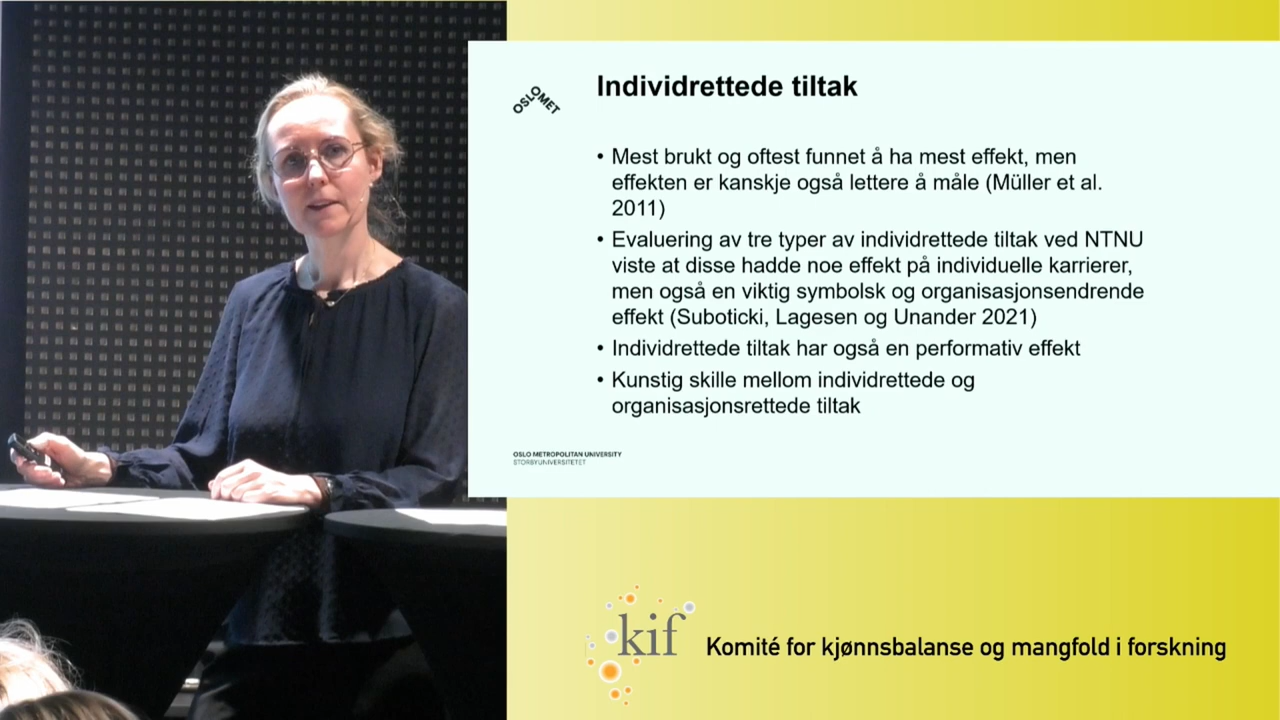 OSLOMET
Individrettede tiltak
• Mest brukt og oftest funnet å ha mest effekt, men
effekten er kanskje også lettere å måle (Müller et al.
2011)
• Evaluering av tre typer av individrettede tiltak ved NTNU
viste at disse hadde noe effekt på individuelle karrierer,
men også en viktig symbolsk og organisasjonsendrende
effekt (Suboticki, Lagesen og Unander 2021)
• Individrettede tiltak har også en performativ effekt
• Kunstig skille mellom individrettede og
organisasjonsrettede tiltak
OSLO METROPOLITAN UNIVERSITY
STORBYUNIVERSITETET
kif
Komité for kjønnsbalanse og mangfold i forskning